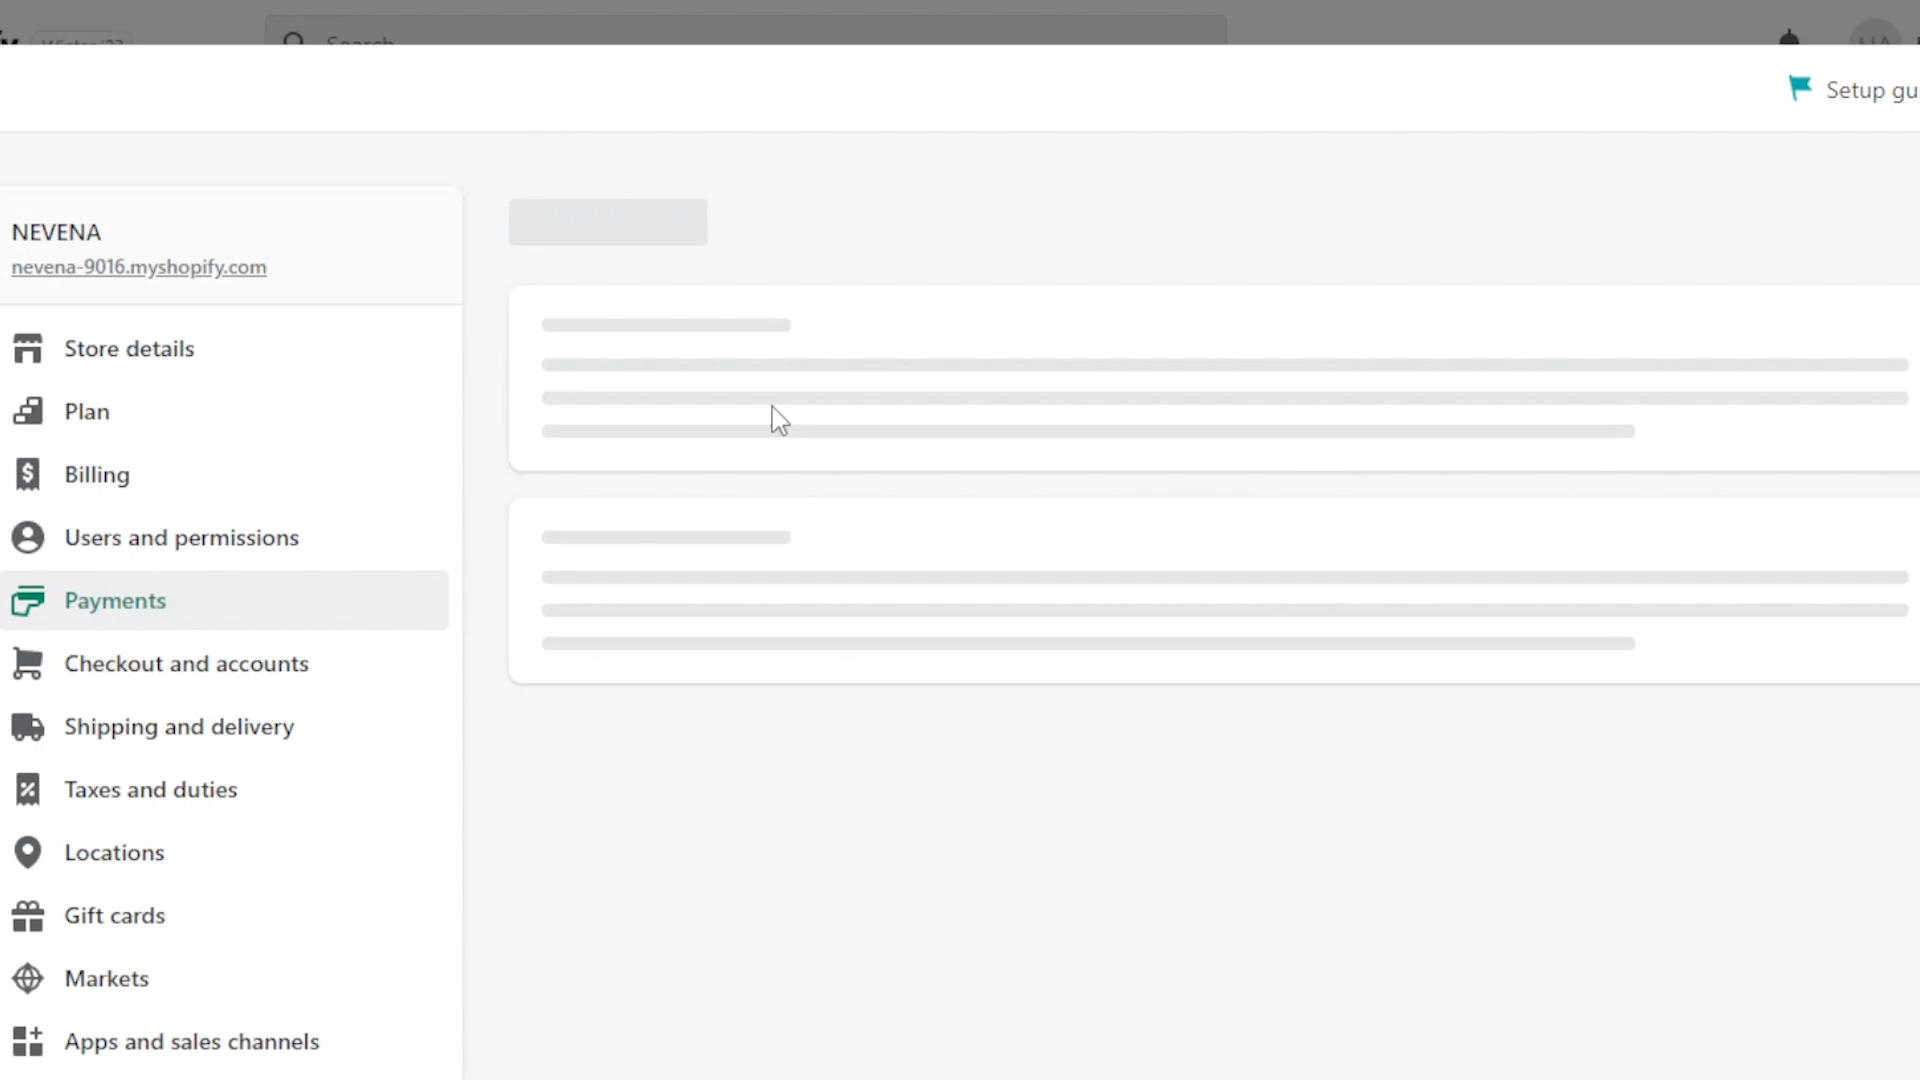 Search
Setup gu
NEVENA
nevena-9016.myshopify.com
Store details
Plan
Billing
Users and permissions
Payments
Checkout and accounts
Shipping and delivery
Taxes and duties
Locations
Gift cards
Markets
Apps and sales channels